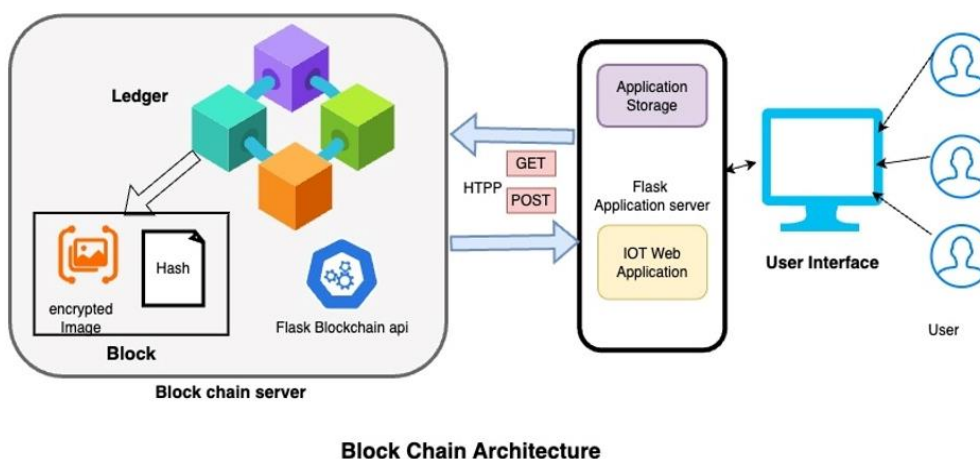 Ledger
encrypted
Image
Hash
Block
Flask Blockchain api
Block chain server
HTPP
GET
POST
Application
Storage
Flask
Application server
IOT Web
Application
User Interface
User
Block Chain Architecture